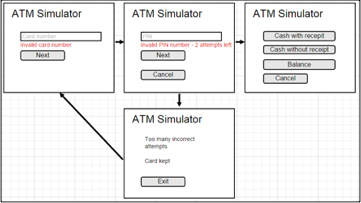 ATM Simulator
Card number
Invalid card number
Next
ATM Simulator
PIN
Invalid PIN number - 2 attempts left
Next
Cancel
ATM Simulator
Cash with recepit
Cash without receipt
Balance
Cancel
ATM Simulator
Too many incorrect
attempts
Card kept
Exit